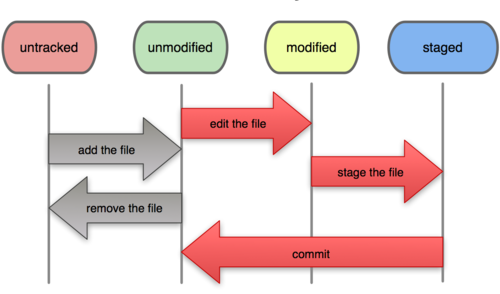 untracked
unmodified
modified
staged
edit the file
add the file
stage the file
remove the file
commit